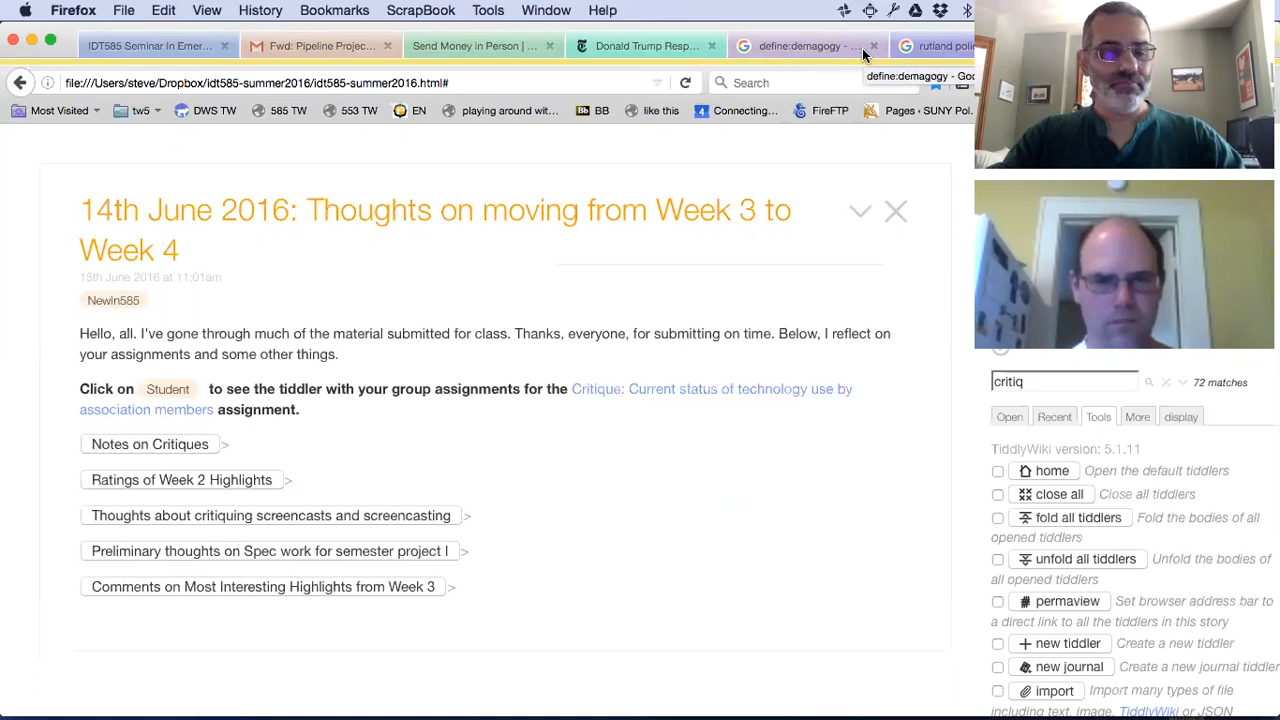 Firefox File Edit View History Bookmarks ScrapBook Tools Window Help
IDT585 Seminar In Emer... × Fwd: Pipeline Projec... × Send Money in Person | ... × Donald Trump Resp... × define:demagogy - ... × rutland poli
file:///Users/steve/Dropbox/idt585-summer2016/idt585-summer2016.html# Search
define:demagogy - Goo
Most Visited tw5 DWS TW 585 TW 553 TW EN playing around wi... BB like this Connecting... FireFTP Pages · SUNY Pol.
14th June 2016: Thoughts on moving from Week 3 to
Week 4
15th June 2016 at 11:01am
NewIn585
Hello, all. I've gone through much of the material submitted for class. Thanks, everyone, for submitting on time. Below, I reflect on
your assignments and some other things.
Click on Student to see the tiddler with your group assignments for the Critique: Current status of technology use by
association members assignment.
Notes on Critiques >
Ratings of Week 2 Highlights >
Thoughts about critiquing screencasts and screencasting >
Preliminary thoughts on Spec work for semester project I >
Comments on Most Interesting Highlights from Week 3 >
critiq 72 matches
Open Recent Tools More display
TiddlyWiki version: 5.1.11
home Open the default tiddlers
close all Close all tiddlers
fold all tiddlers Fold the bodies of all
opened tiddlers
unfold all tiddlers Unfold the bodies of
all opened tiddlers
permaview Set browser address bar to
a direct link to all the tiddlers in this story
new tiddler Create a new tiddler
new journal Create a new journal tiddler
import Import many types of file
including text, image, TiddlyWiki or JSON